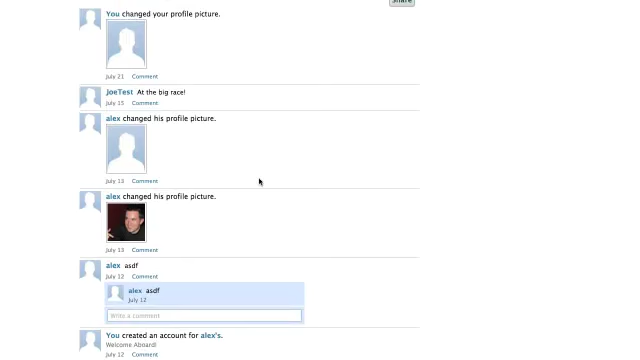 Share
You changed your profile picture.
July 21 Comment
JoeTest At the big race!
July 15 Comment
alex changed his profile picture.
July 13 Comment
alex changed his profile picture.
July 13 Comment
alex asdf
July 12 Comment
alex asdf
July 12
Write a comment
You created an account for alex's.
Welcome Aboard!
July 12 Comment